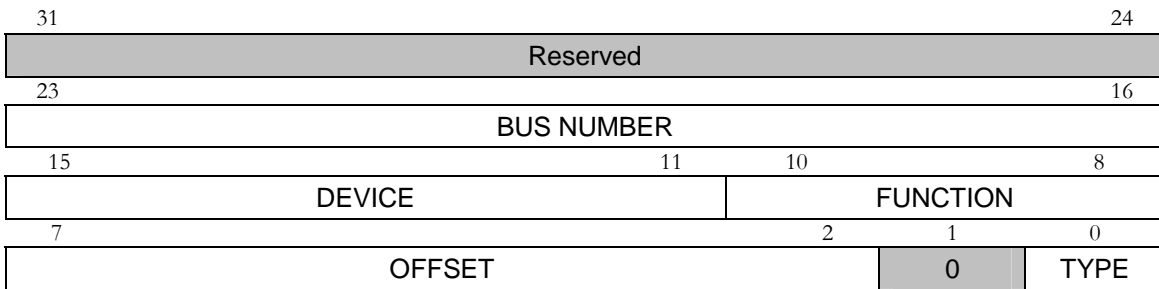 31 24
Reserved
23 16
BUS NUMBER
15 11 10 8
DEVICE FUNCTION
7 2 1 0
OFFSET 0 TYPE